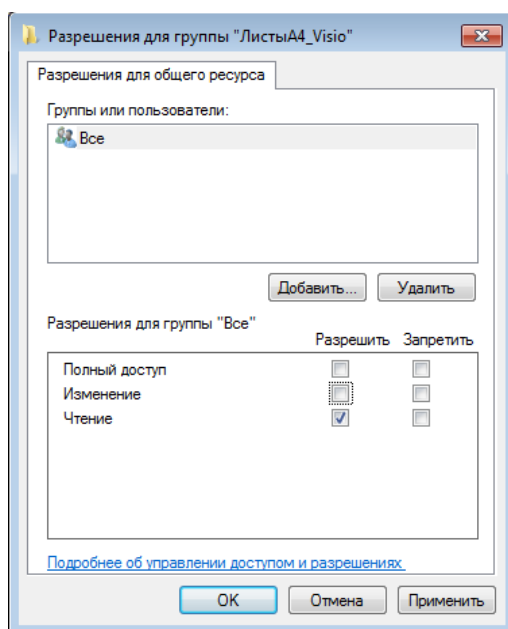 Разрешения для группы "ЛистыА4_Visio"
Разрешения для общего ресурса
Группы или пользователи:
Все
Добавить... Удалить
Разрешения для группы "Все"
Разрешить Запретить
Полный доступ
Изменение
Чтение
Подробнее об управлении доступом и разрешениях
OK Отмена Применить